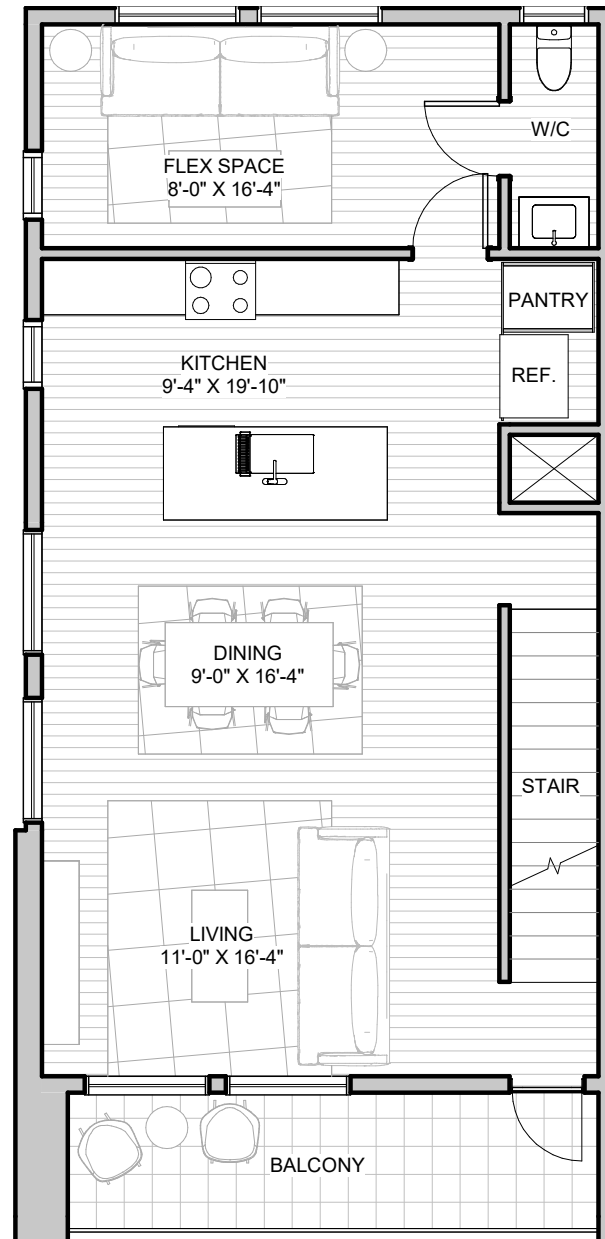 W/C
FLEX SPACE
8'-0" X 16'-4"
PANTRY
KITCHEN
9'-4" X 19'-10"
REF.
DINING
9'-0" X 16'-4"
STAIR
LIVING
11'-0" X 16'-4"
BALCONY